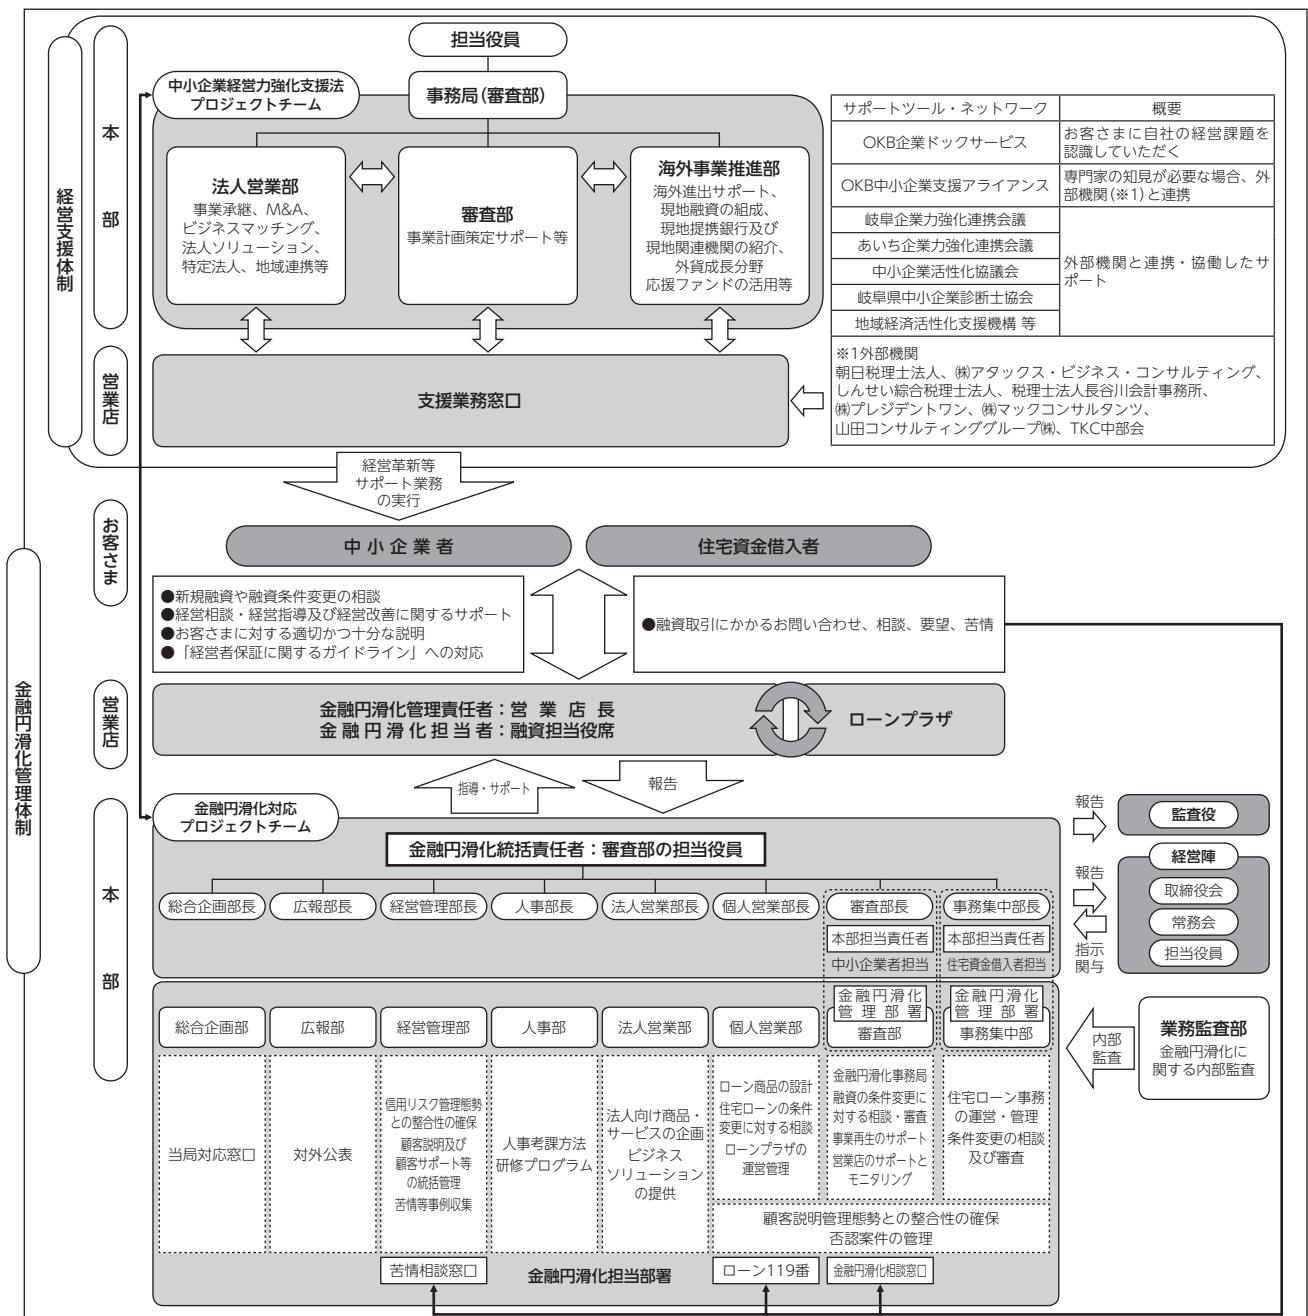 経営支援体制
本部
担当役員
中小企業経営力強化支援法
プロジェクトチーム
事務局(審査部)
法人営業部
事業承継、M&A、
ビジネスマッチング、
法人ソリューション、
特定法人、地域連携等
審査部
事業計画策定サポート等
海外事業推進部
海外進出サポート、
現地融資の組成、
現地提携銀行及び
現地関連機関の紹介、
外貨成長分野
応援ファンドの活用等
サポートツール・ネットワーク
概要
OKB企業ドックサービス
お客さまに自社の経営課題を
認識していただく
OKB中小企業支援アライアンス
専門家の知見が必要な場合、外
部機関(※1)と連携
岐阜企業力強化連携会議
あいち企業力強化連携会議
中小企業活性化協議会
岐阜県中小企業診断士協会
地域経済活性化支援機構 等
外部機関と連携・協働したサ
ポート
※1外部機関
朝日税理士法人、㈱アタックス・ビジネス・コンサルティング、
しんせい綜合税理士法人、税理士法人長谷川会計事務所、
㈱プレジデントワン、㈱マックコンサルタンツ、
山田コンサルティンググループ㈱、TKC中部会
営業店
支援業務窓口
経営革新等
サポート業務
の実行
金融円滑化管理体制
お客さま
中小企業者
住宅資金借入者
●新規融資や融資条件変更の相談
●経営相談・経営指導及び経営改善に関するサポート
●お客さまに対する適切かつ十分な説明
●「経営者保証に関するガイドライン」への対応
●融資取引にかかるお問い合わせ、相談、要望、苦情
営業店
金融円滑化管理責任者:営業店長
金融円滑化担当者:融資担当役席
ローンプラザ
指導・サポート
報告
本部
金融円滑化対応
プロジェクトチーム
金融円滑化統括責任者:審査部の担当役員
総合企画部長
広報部長
経営管理部長
人事部長
法人営業部長
個人営業部長
審査部長
事務集中部長
本部担当責任者
本部担当責任者
中小企業者担当
住宅資金借入者担当
報告
監査役
報告
指示
関与
経営陣
取締役会
常務会
担当役員
総合企画部
広報部
経営管理部
人事部
法人営業部
個人営業部
金融円滑化
管理部署
審査部
金融円滑化
管理部署
事務集中部
内部
監査
業務監査部
金融円滑化に
関する内部監査
当局対応窓口
対外公表
信用リスク管理態勢
との整合性の確保
顧客説明及び
顧客サポート等
の統括管理
苦情等事例収集
人事考課方法
研修プログラム
法人向け商品・
サービスの企画
ビジネス
ソリューション
の提供
ローン商品の設計
住宅ローンの条件
変更に対する相談
ローンプラザの
運営管理
金融円滑化事務局
融資の条件変更に
対する相談・審査
事業再生のサポート
営業店のサポートと
モニタリング
住宅ローン事務
の運営・管理
条件変更の相談
及び審査
顧客説明管理態勢との整合性の確保
否認案件の管理
苦情相談窓口
金融円滑化担当部署
ローン119番
金融円滑化相談窓口